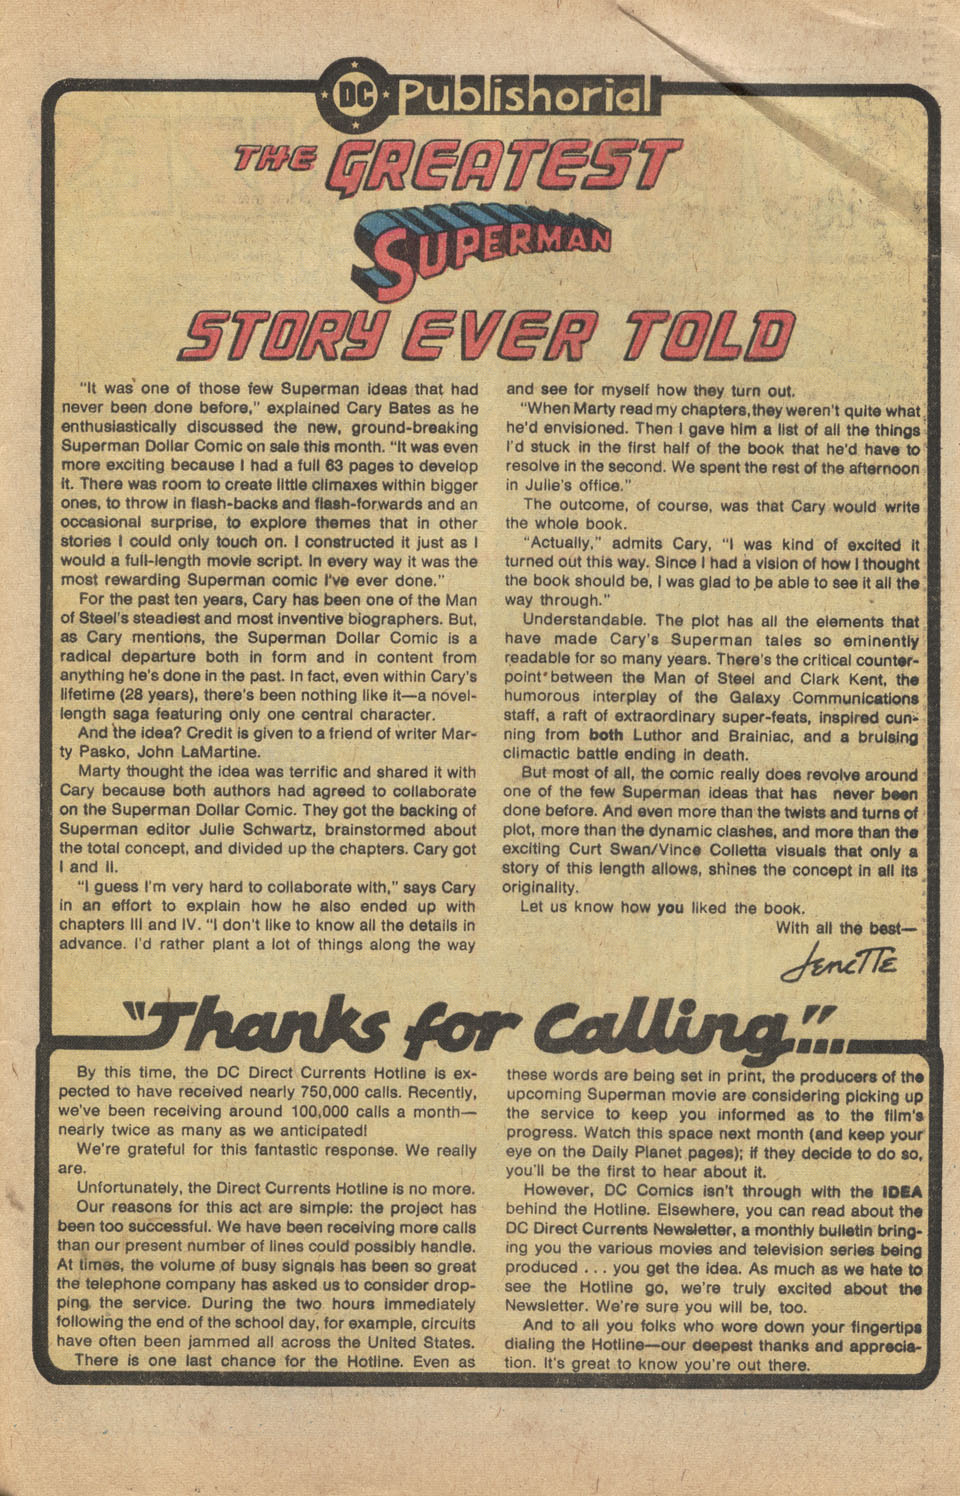 DC Publishorial
THE GREATEST
SUPERMAN
STORY EVER TOLD
"It was one of those few Superman ideas that had
never been done before," explained Cary Bates as he
enthusiastically discussed the new, ground-breaking
Superman Dollar Comic on sale this month. "It was even
more exciting because I had a full 63 pages to develop
it. There was room to create little climaxes within bigger
ones, to throw in flash-backs and flash-forwards and an
occasional surprise, to explore themes that in other
stories I could only touch on. I constructed it just as I
would a full-length movie script. In every way it was the
most rewarding Superman comic I've ever done."
For the past ten years, Cary has been one of the Man
of Steel's steadiest and most inventive biographers. But,
as Cary mentions, the Superman Dollar Comic is a
radical departure both in form and in content from
anything he's done in the past. In fact, even within Cary's
lifetime (28 years), there's been nothing like it—a novel-
length saga featuring only one central character.
And the idea? Credit is given to a friend of writer Mar-
ty Pasko, John LaMartine.
Marty thought the idea was terrific and shared it with
Cary because both authors had agreed to collaborate
on the Superman Dollar Comic. They got the backing of
Superman editor Julie Schwartz, brainstormed about
the total concept, and divided up the chapters. Cary got
I and II.
"I guess I'm very hard to collaborate with," says Cary
in an effort to explain how he also ended up with
chapters III and IV. "I don't like to know all the details in
advance. I'd rather plant a lot of things along the way
and see for myself how they turn out.
"When Marty read my chapters, they weren't quite what
he'd envisioned. Then I gave him a list of all the things
I'd stuck in the first half of the book that he'd have to
resolve in the second. We spent the rest of the afternoon
in Julie's office."
The outcome, of course, was that Cary would write
the whole book.
"Actually," admits Cary, "I was kind of excited it
turned out this way. Since I had a vision of how I thought
the book should be, I was glad to be able to see it all the
way through."
Understandable. The plot has all the elements that
have made Cary's Superman tales so eminently
readable for so many years. There's the critical counter-
point between the Man of Steel and Clark Kent, the
humorous interplay of the Galaxy Communications
staff, a raft of extraordinary super-feats, inspired cun-
ning from both Luthor and Brainiac, and a bruising
climactic battle ending in death.
But most of all, the comic really does revolve around
one of the few Superman ideas that has never been
done before. And even more than the twists and turns of
plot, more than the dynamic clashes, and more than the
exciting Curt Swan/Vince Colletta visuals that only a
story of this length allows, shines the concept in all its
originality.
Let us know how you liked the book.
With all the best—
Jenette
"Thanks for Calling"...
By this time, the DC Direct Currents Hotline is ex-
pected to have received nearly 750,000 calls. Recently,
we've been receiving around 100,000 calls a month—
nearly twice as many as we anticipated!
We're grateful for this fantastic response. We really
are.
Unfortunately, the Direct Currents Hotline is no more.
Our reasons for this act are simple: the project has
been too successful. We have been receiving more calls
than our present number of lines could possibly handle.
At times, the volume of busy signals has been so great
the telephone company has asked us to consider drop-
ping the service. During the two hours immediately
following the end of the school day, for example, circuits
have often been jammed all across the United States.
There is one last chance for the Hotline. Even as
these words are being set in print, the producers of the
upcoming Superman movie are considering picking up
the service to keep you informed as to the film's
progress. Watch this space next month (and keep your
eye on the Daily Planet pages); if they decide to do so,
you'll be the first to hear about it.
However, DC Comics isn't through with the IDEA
behind the Hotline. Elsewhere, you can read about the
DC Direct Currents Newsletter, a monthly bulletin bring-
ing you the various movies and television series being
produced . . . you get the idea. As much as we hate to
see the Hotline go, we're truly excited about the
Newsletter. We're sure you will be, too.
And to all you folks who wore down your fingertips
dialing the Hotline—our deepest thanks and apprecia-
tion. It's great to know you're out there.